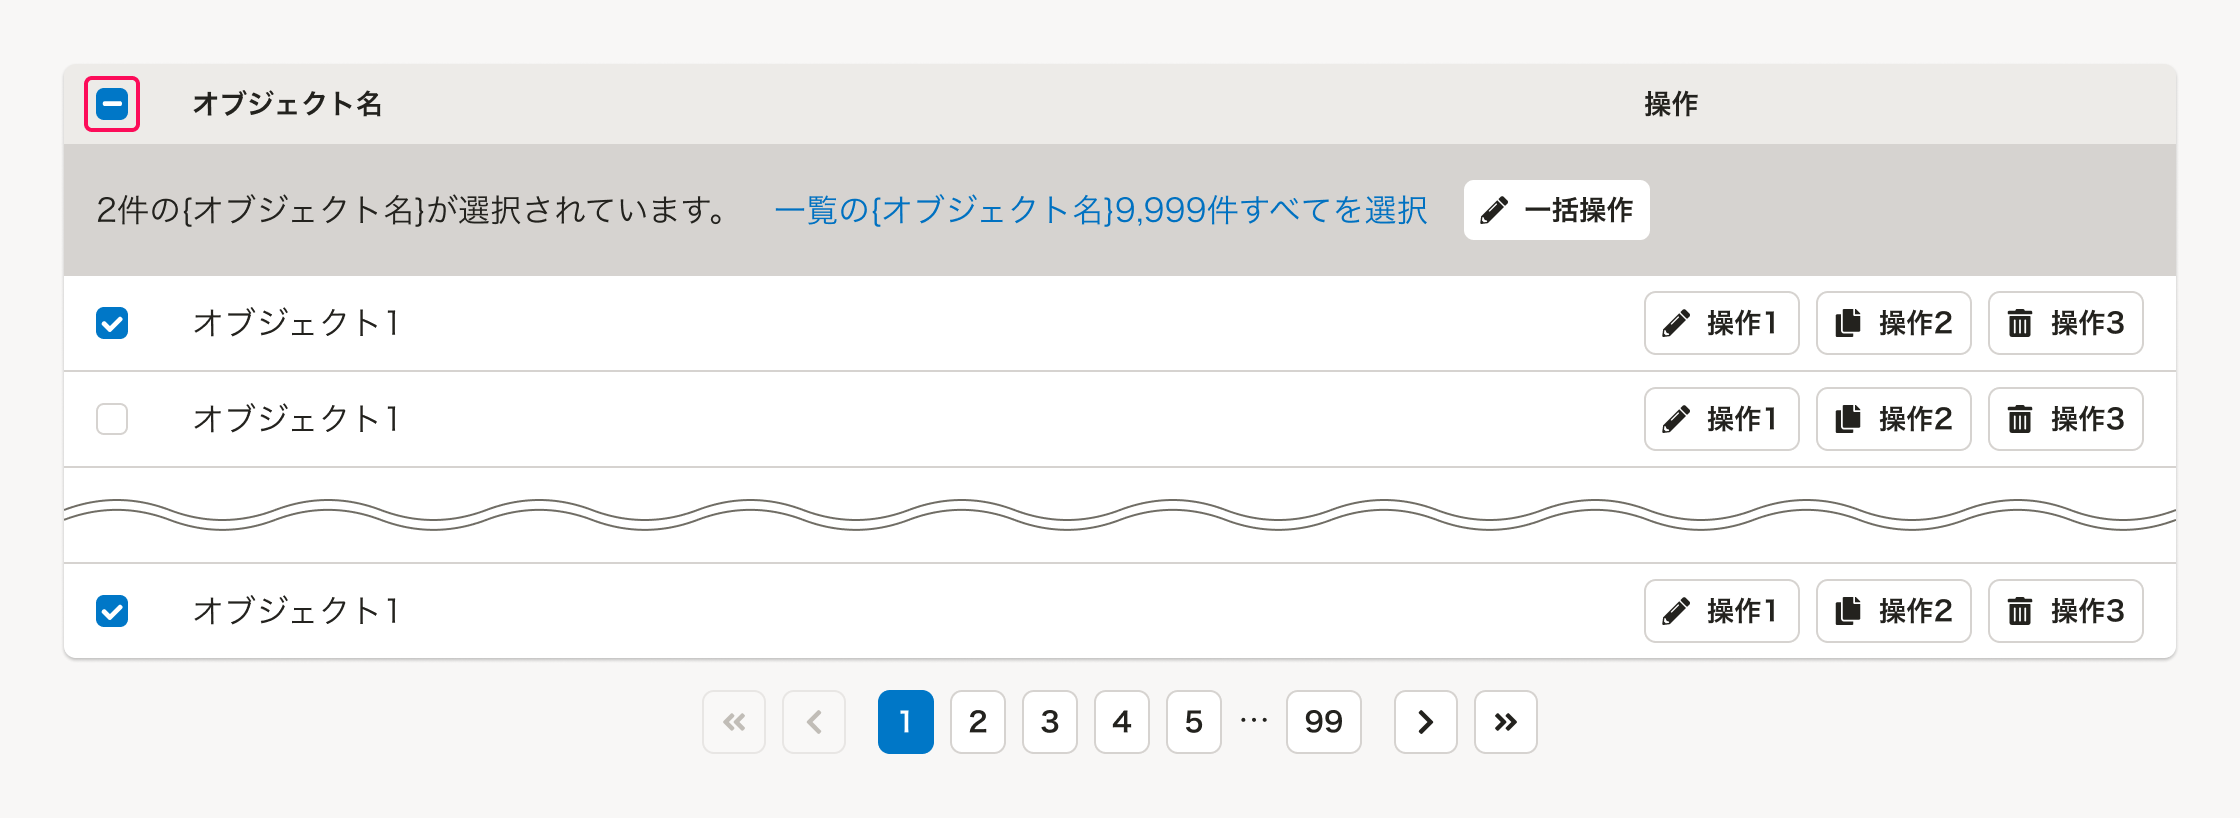 オブジェクト名 操作
2件の{オブジェクト名}が選択されています。 一覧の{オブジェクト名}9,999件すべてを選択 一括操作
オブジェクト1 操作1 操作2 操作3
オブジェクト1 操作1 操作2 操作3
オブジェクト1 操作1 操作2 操作3
1 2 3 4 5 … 99